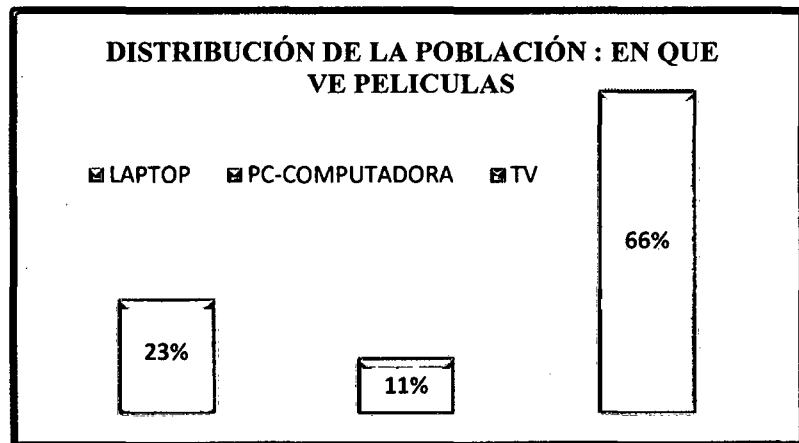 DISTRIBUCIÓN DE LA POBLACIÓN : EN QUE
VE PELICULAS
LAPTOP PC-COMPUTADORA TV
23%
11%
66%